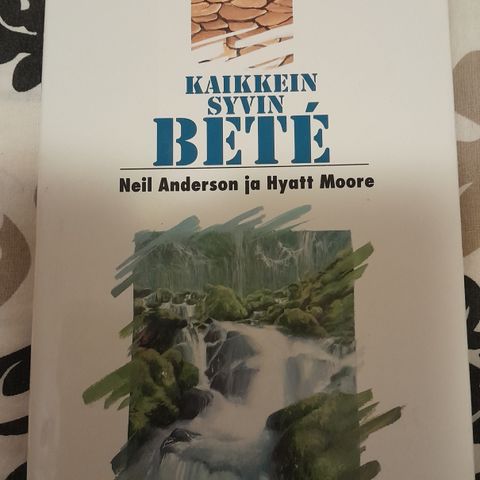 KAIKKEIN
SYVIN
BETÉ
Neil Anderson ja Hyatt Moore